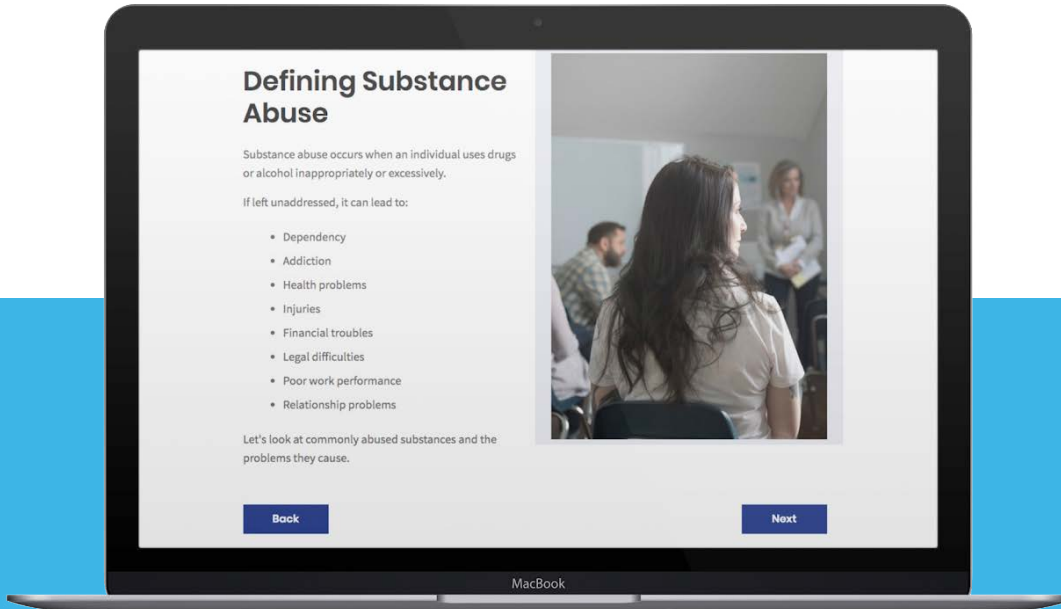 Defining Substance
Abuse
Substance abuse occurs when an individual uses drugs
or alcohol inappropriately or excessively.
If left unaddressed, it can lead to:
• Dependency
• Addiction
• Health problems
• Injuries
• Financial troubles
• Legal difficulties
• Poor work performance
• Relationship problems
Let's look at commonly abused substances and the
problems they cause.
Back
Next
MacBook